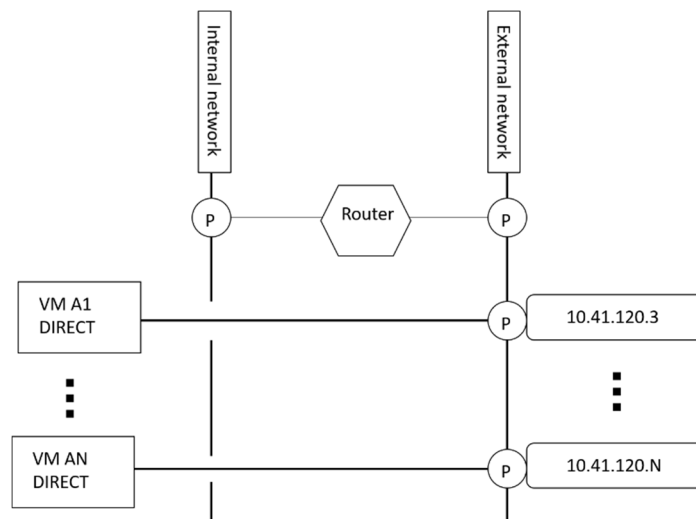 Internal network
External network
P
Router
P
VM A1
DIRECT
P
10.41.120.3
VM AN
DIRECT
P
10.41.120.N